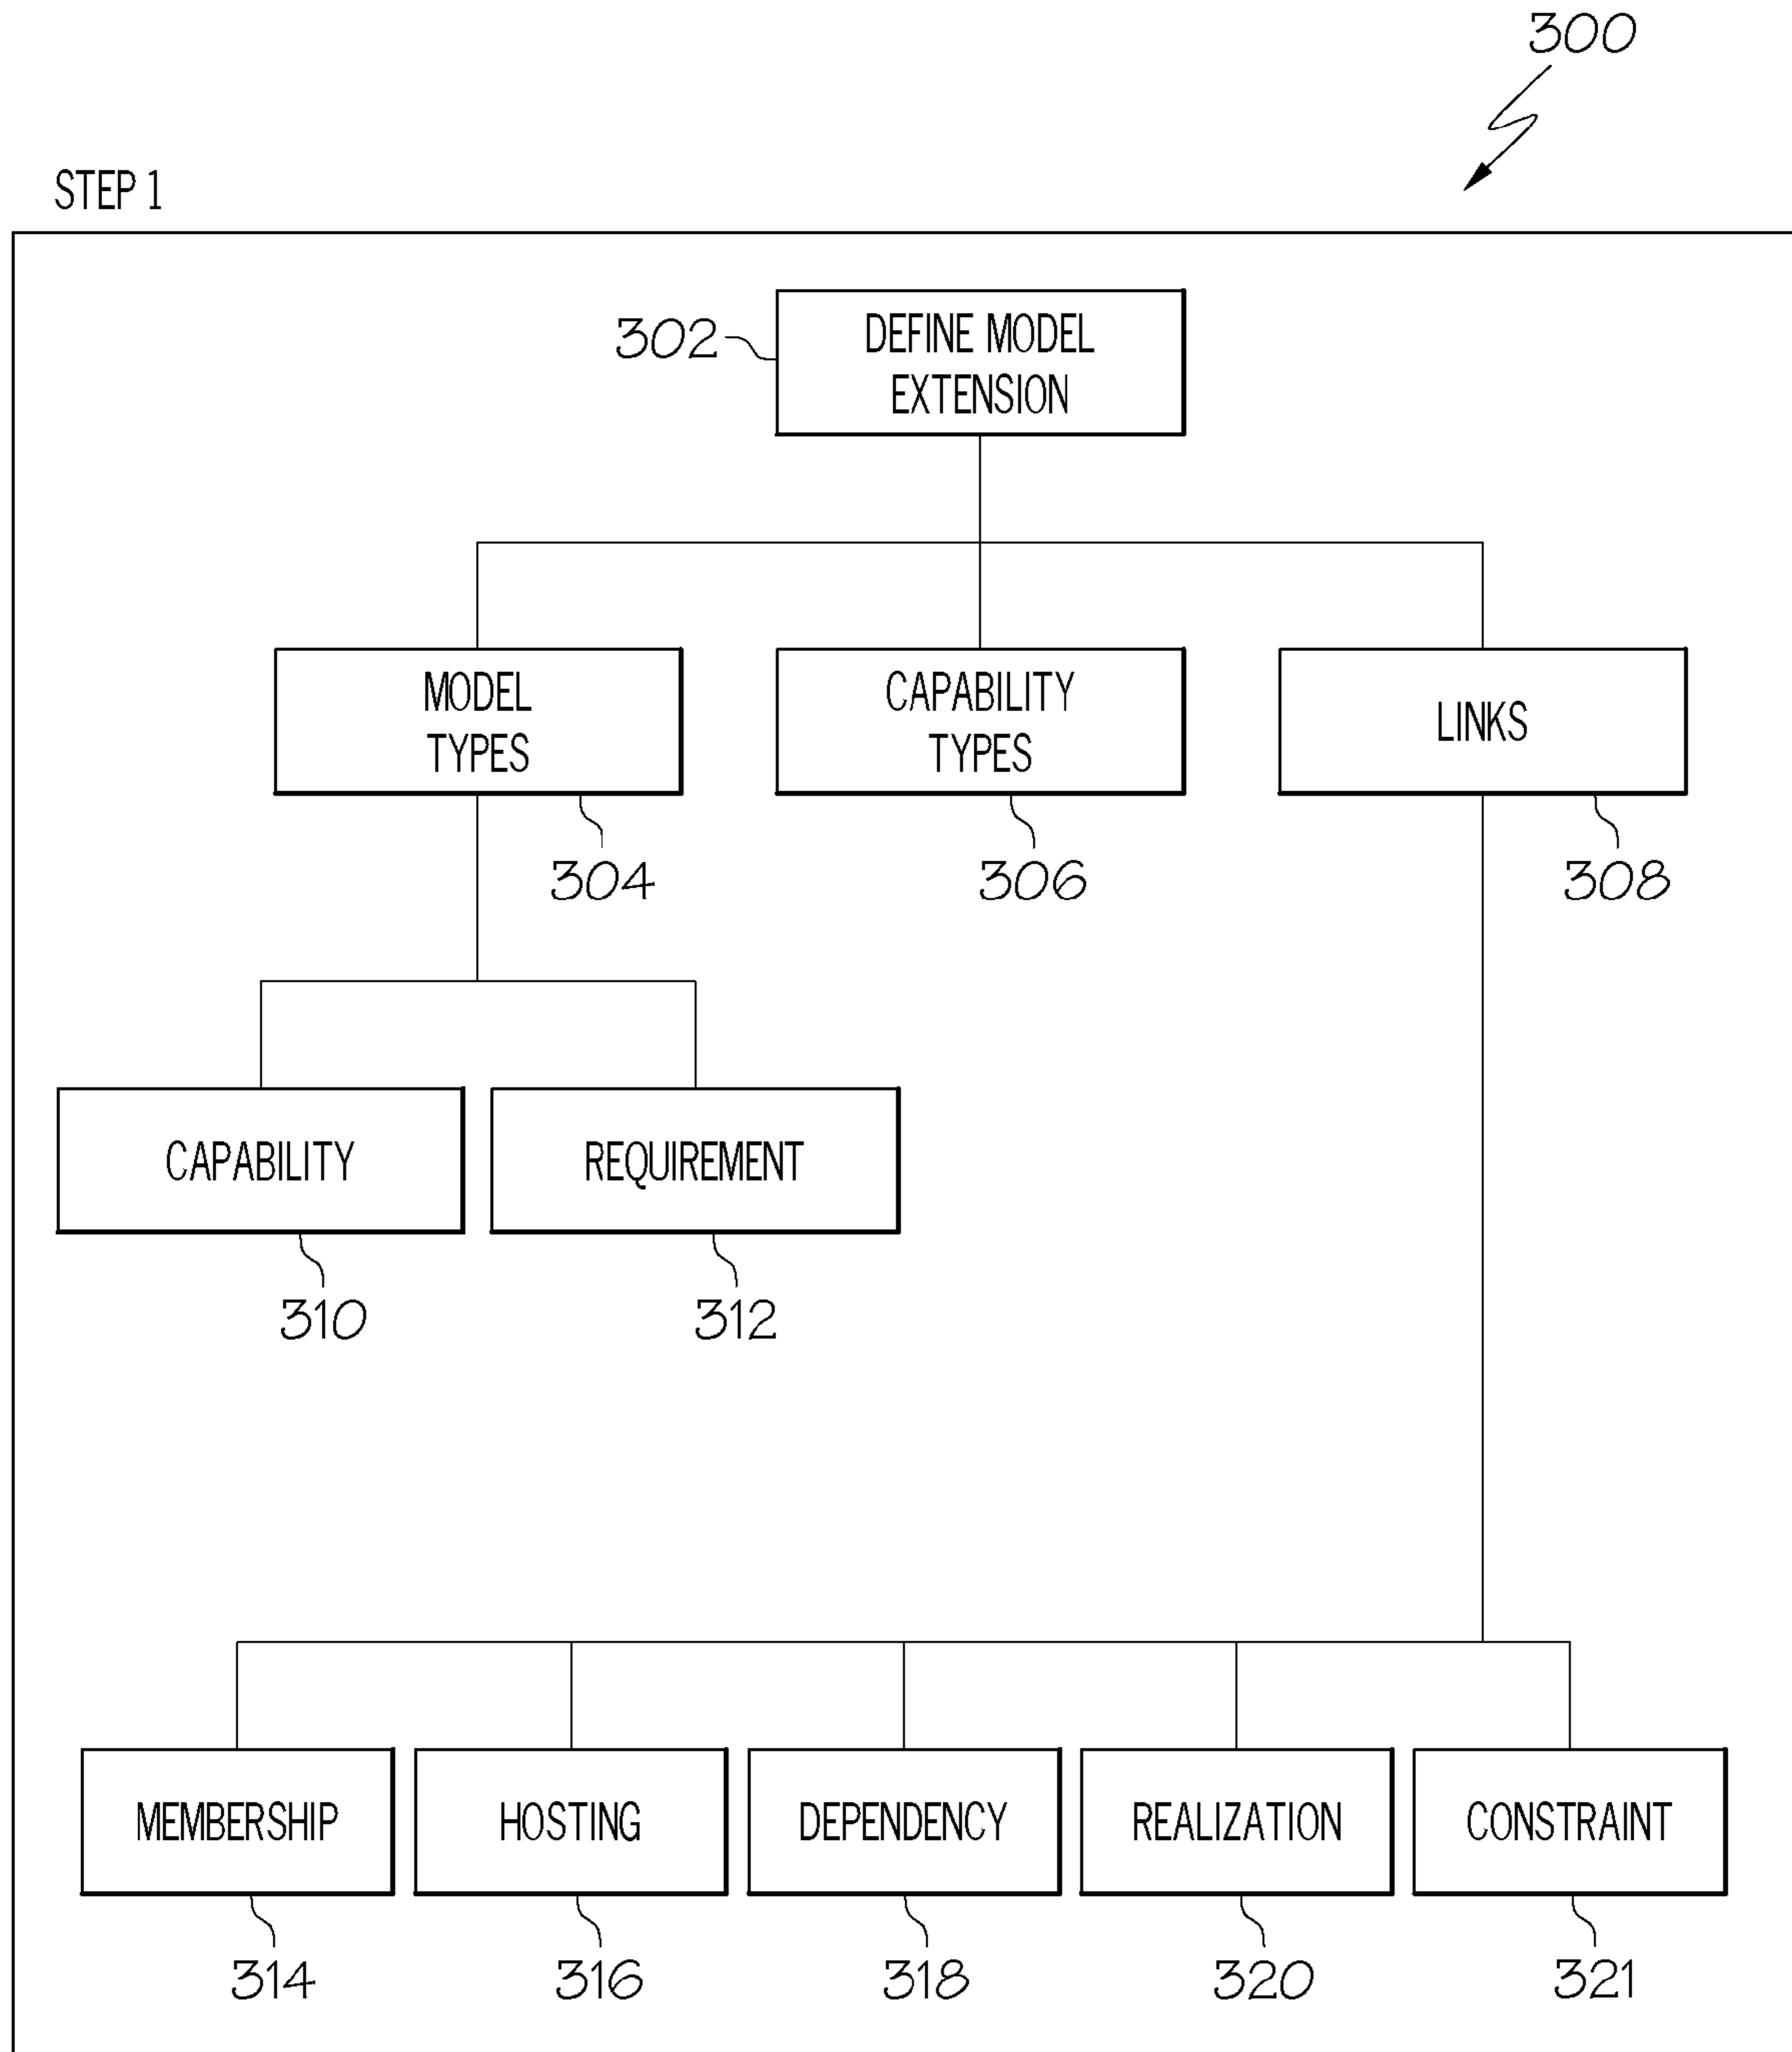 300
STEP 1
302
DEFINE MODEL
EXTENSION
MODEL
TYPES
CAPABILITY
TYPES
LINKS
304
306
308
CAPABILITY
REQUIREMENT
310
312
MEMBERSHIP
HOSTING
DEPENDENCY
REALIZATION
CONSTRAINT
314
316
318
320
321